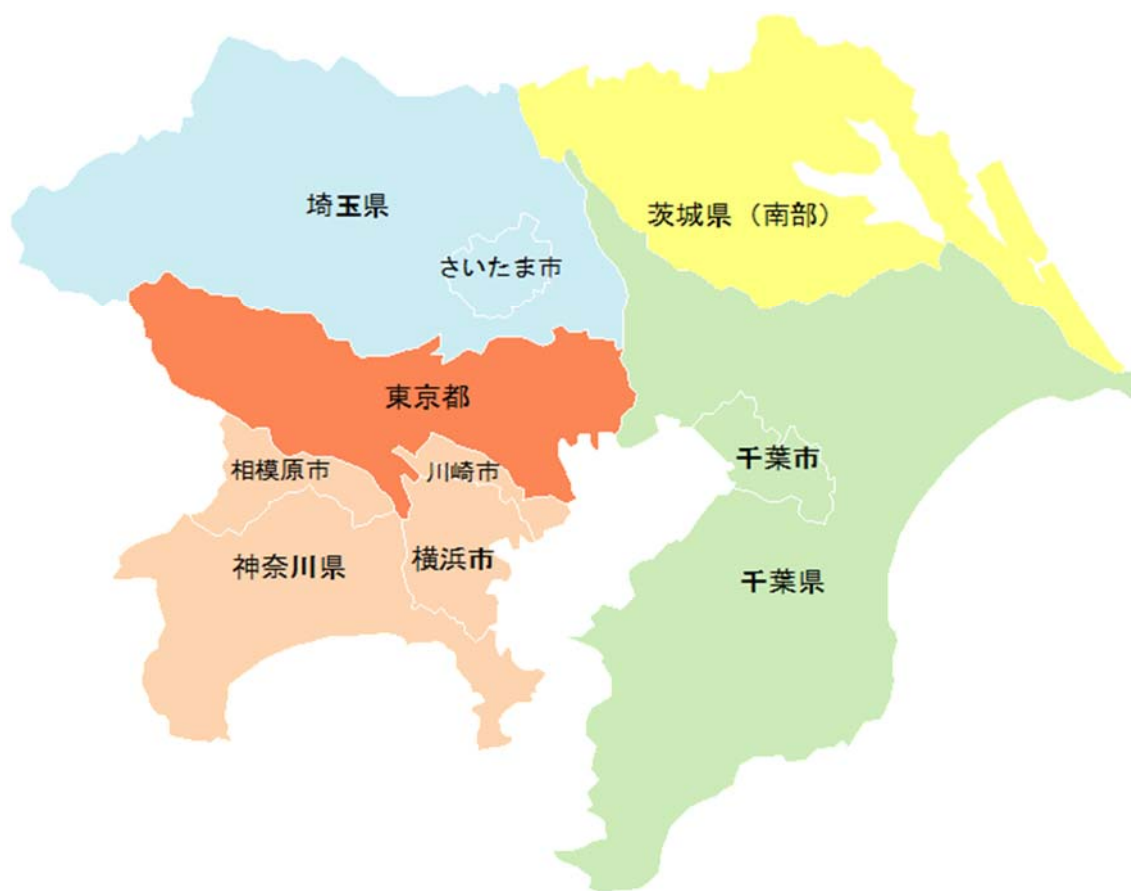 埼玉県
茨城県（南部）
さいたま市
東京都
相模原市
川崎市
千葉市
神奈川県
横浜市
千葉県